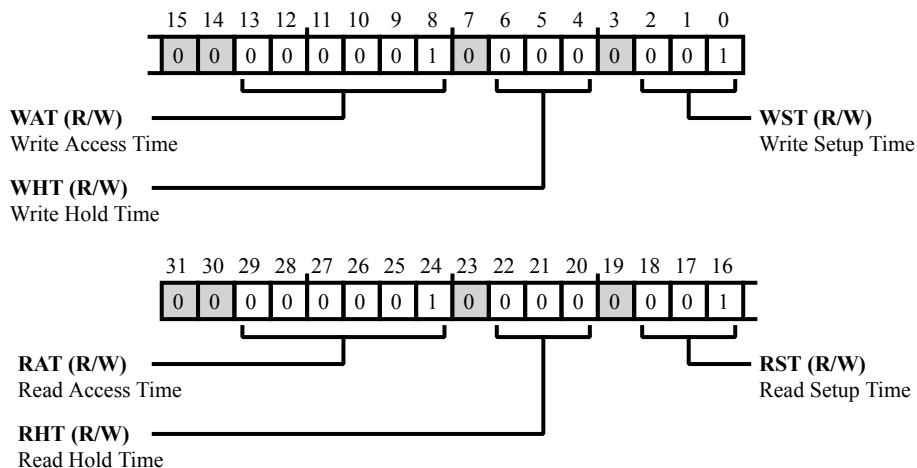 15 14 13 12 11 10 9 8 7 6 5 4 3 2 1 0
0 0 0 0 0 0 0 1 0 0 0 0 0 0 0 1
WAT (R/W)
Write Access Time
WST (R/W)
Write Setup Time
WHT (R/W)
Write Hold Time
31 30 29 28 27 26 25 24 23 22 21 20 19 18 17 16
0 0 0 0 0 0 0 1 0 0 0 0 0 0 0 1
RAT (R/W)
Read Access Time
RST (R/W)
Read Setup Time
RHT (R/W)
Read Hold Time